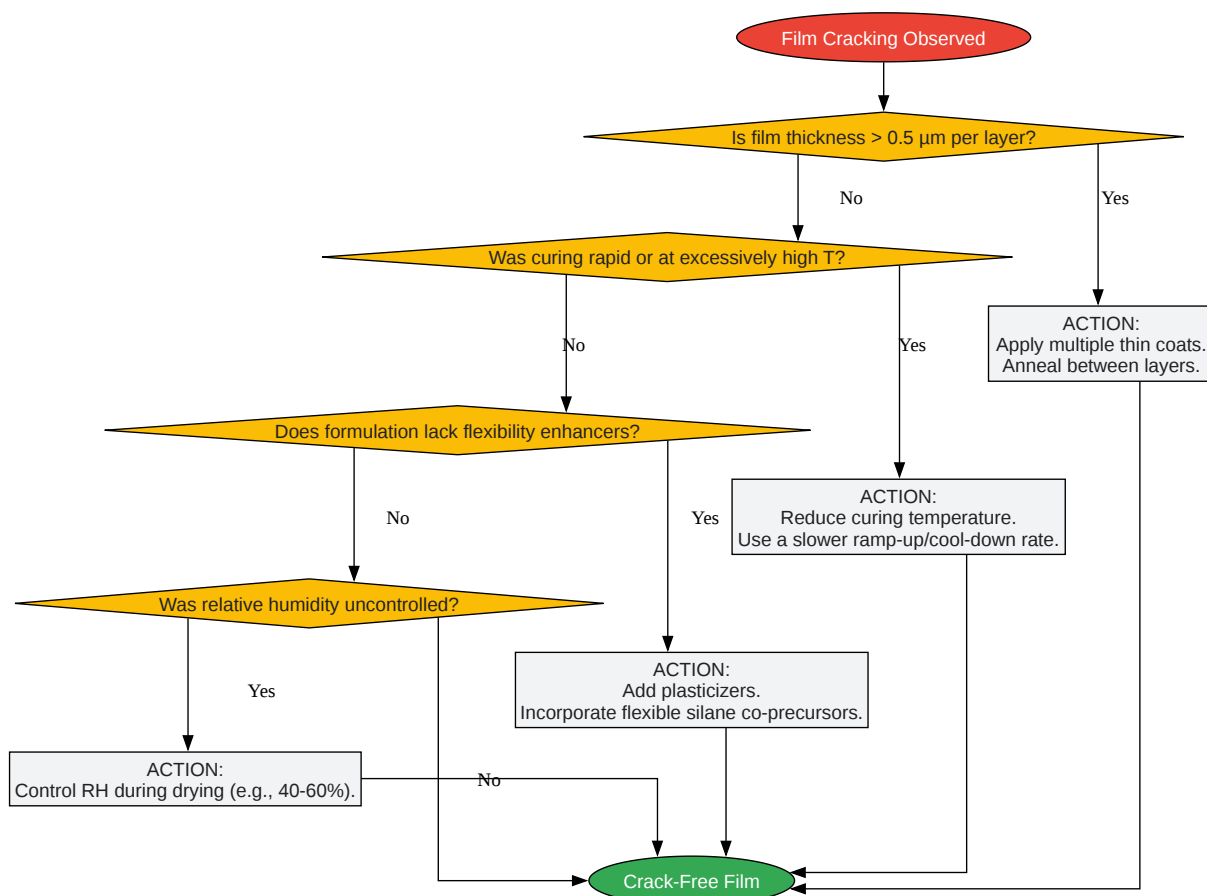 Film Cracking Observed
Is film thickness > 0.5 µm per layer?
No
Yes
Was curing rapid or at excessively high T?
ACTION:
Apply multiple thin coats.
Anneal between layers.
No
Yes
Does formulation lack flexibility enhancers?
No
Yes
ACTION:
Reduce curing temperature.
Use a slower ramp-up/cool-down rate.
Was relative humidity uncontrolled?
Yes
ACTION:
Add plasticizers.
Incorporate flexible silane co-precursors.
ACTION:
Control RH during drying (e.g., 40-60%).
No
Crack-Free Film